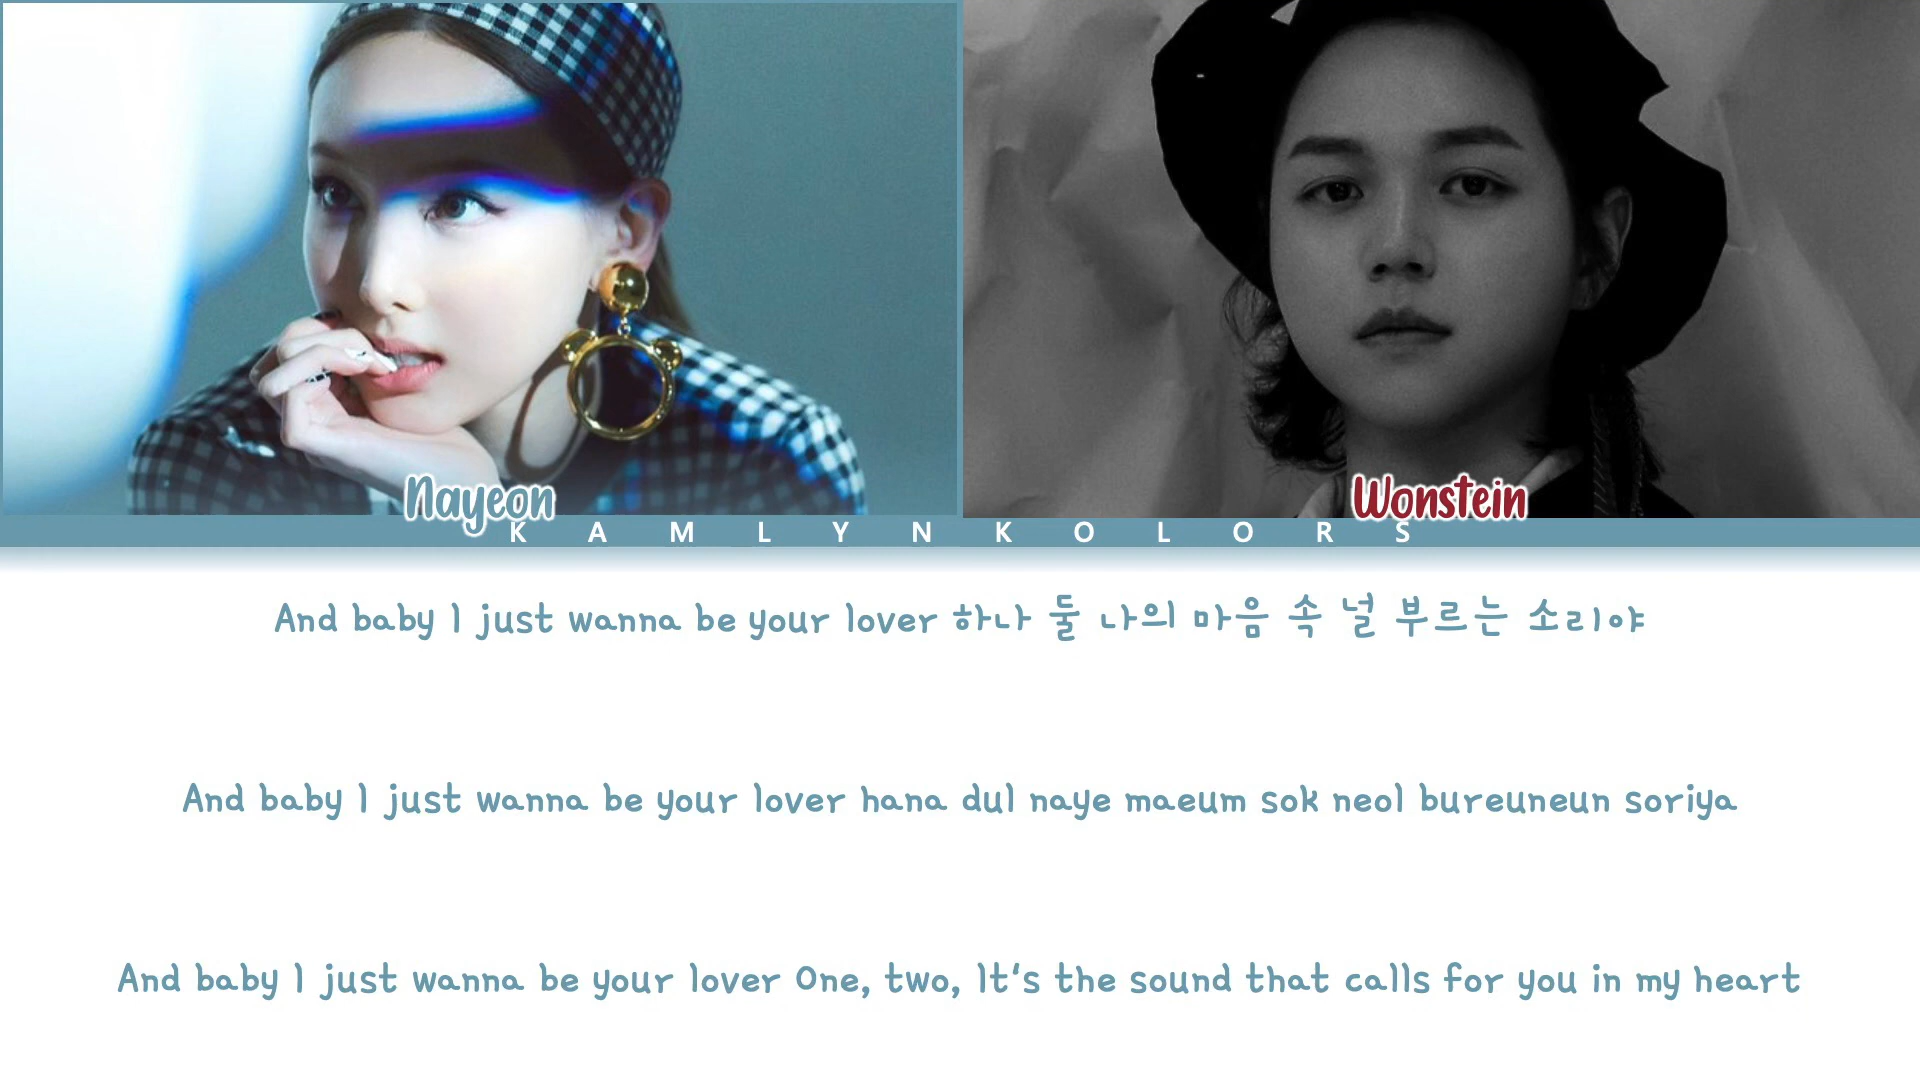 Nayeon
Wonstein
KAMLYNKOLORS
And baby I just wanna be your lover 하나 둘 나의 마음 속 널 부르는 소리야
And baby I just wanna be your lover hana dul naye maeum sok neol bureuneun soriya
And baby I just wanna be your lover One, two, It's the sound that calls for you in my heart